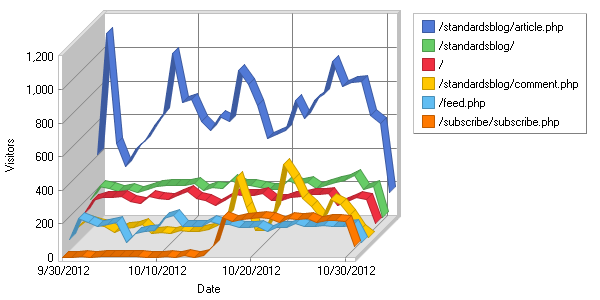 /standardsblog/article.php
/standardsblog/
/
/standardsblog/comment.php
/feed.php
/subscribe/subscribe.php
Visitors
1,200
1,000
800
600
400
200
0
9/30/2012 10/10/2012 10/20/2012 10/30/2012
Date